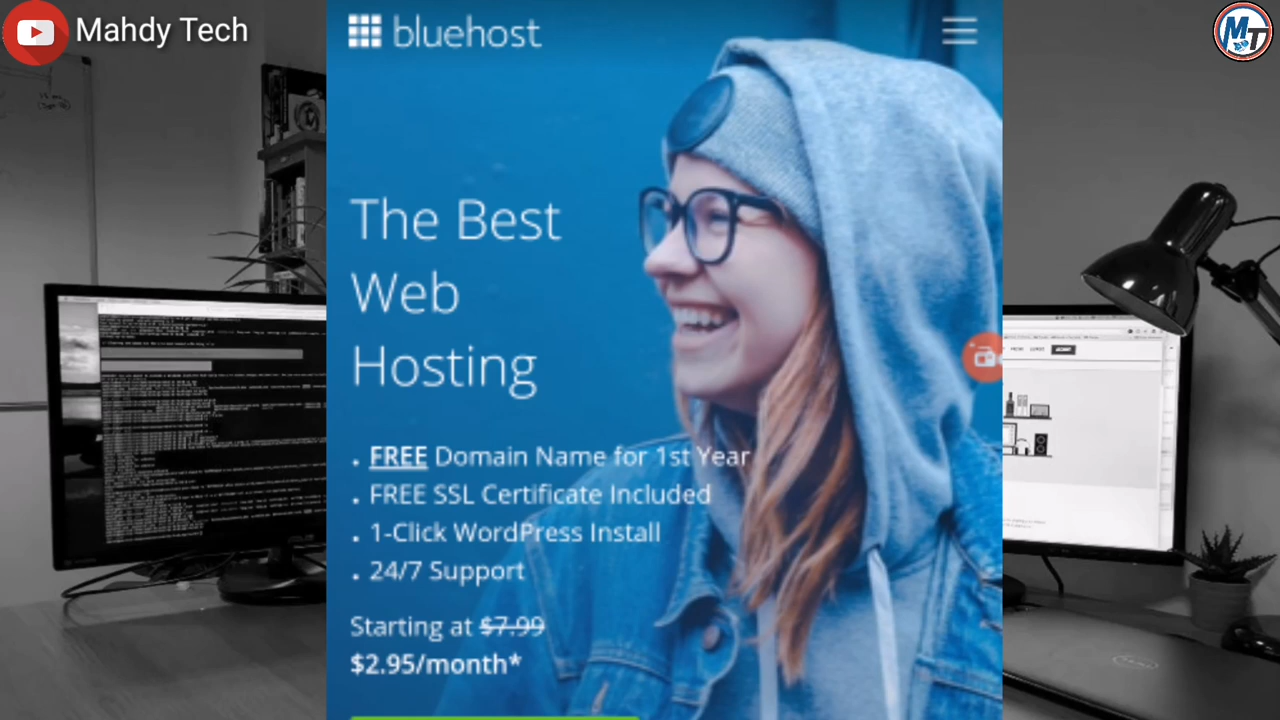 Mahdy Tech
bluehost
MT
The Best
Web
Hosting
. FREE Domain Name for 1st Year
. FREE SSL Certificate Included
. 1-Click WordPress Install
. 24/7 Support
Starting at $7.99
$2.95/month*